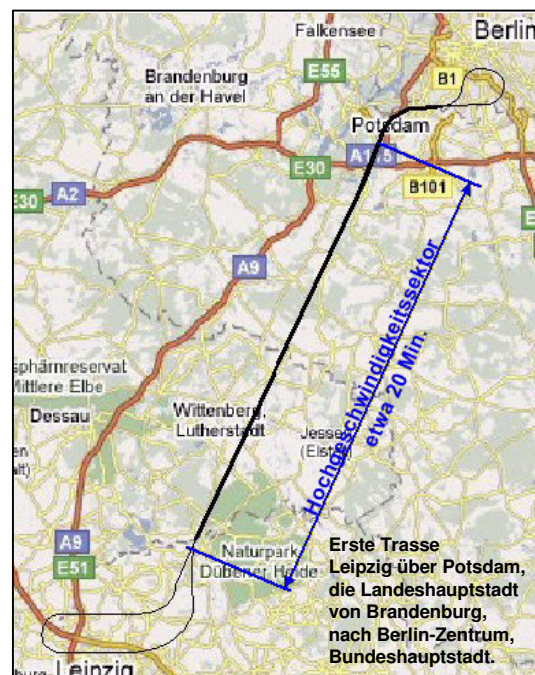 Falkensee
Berlin
E55
B1
Brandenburg
an der Havel
Potsdam
E30
A115
A2
E30
B101
A9
Hochgeschwindigkeitssektor
etwa 20 Min.
Mittlere Elbe
Dessau
Wittenberg,
Lutherstadt
Jessen
(Elster)
A9
E51
Naturpark
Dübener Heide
Erste Trasse
Leipzig über Potsdam,
die Landeshauptstadt
von Brandenburg,
nach Berlin-Zentrum,
Bundeshauptstadt.
Leipzig